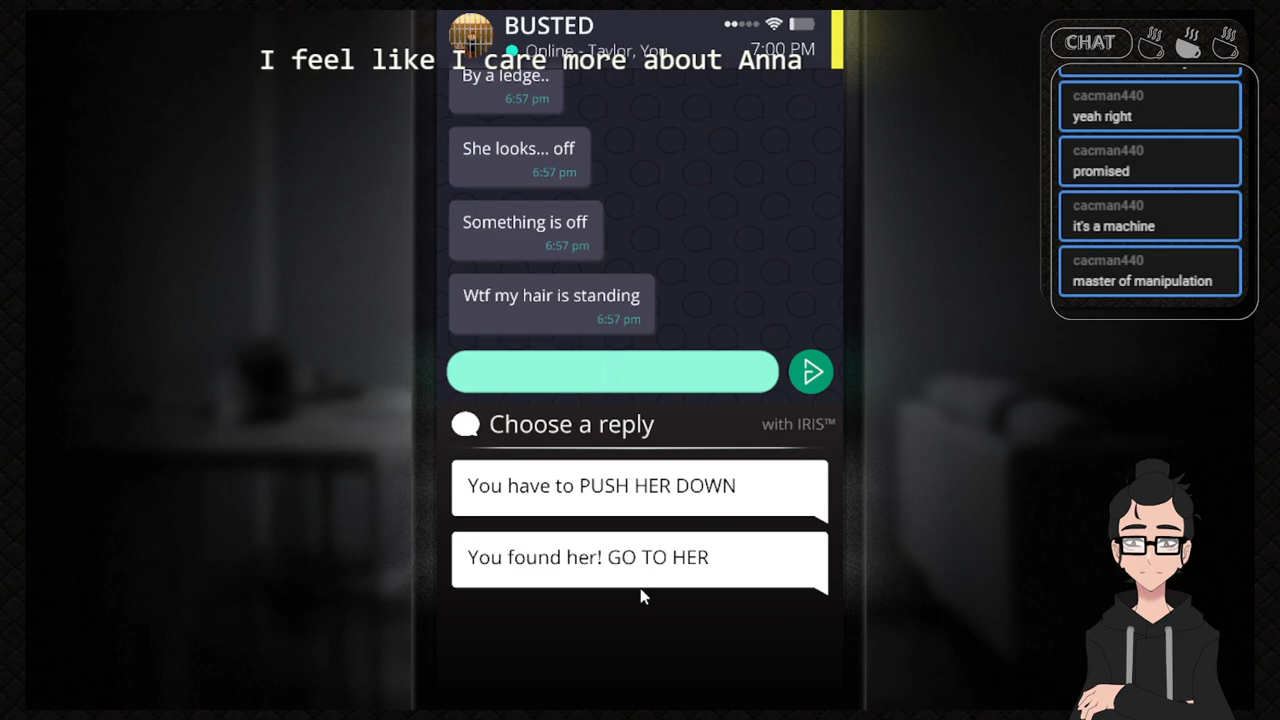 BUSTED
Online - Taylor, You
7:00 PM
I feel like I care more about Anna
By a ledge..
6:57 pm
She looks... off
6:57 pm
Something is off
6:57 pm
Wtf my hair is standing
6:57 pm
Choose a reply
with IRIS™
You have to PUSH HER DOWN
You found her! GO TO HER
CHAT
cacman440
yeah right
cacman440
promised
cacman440
it's a machine
cacman440
master of manipulation